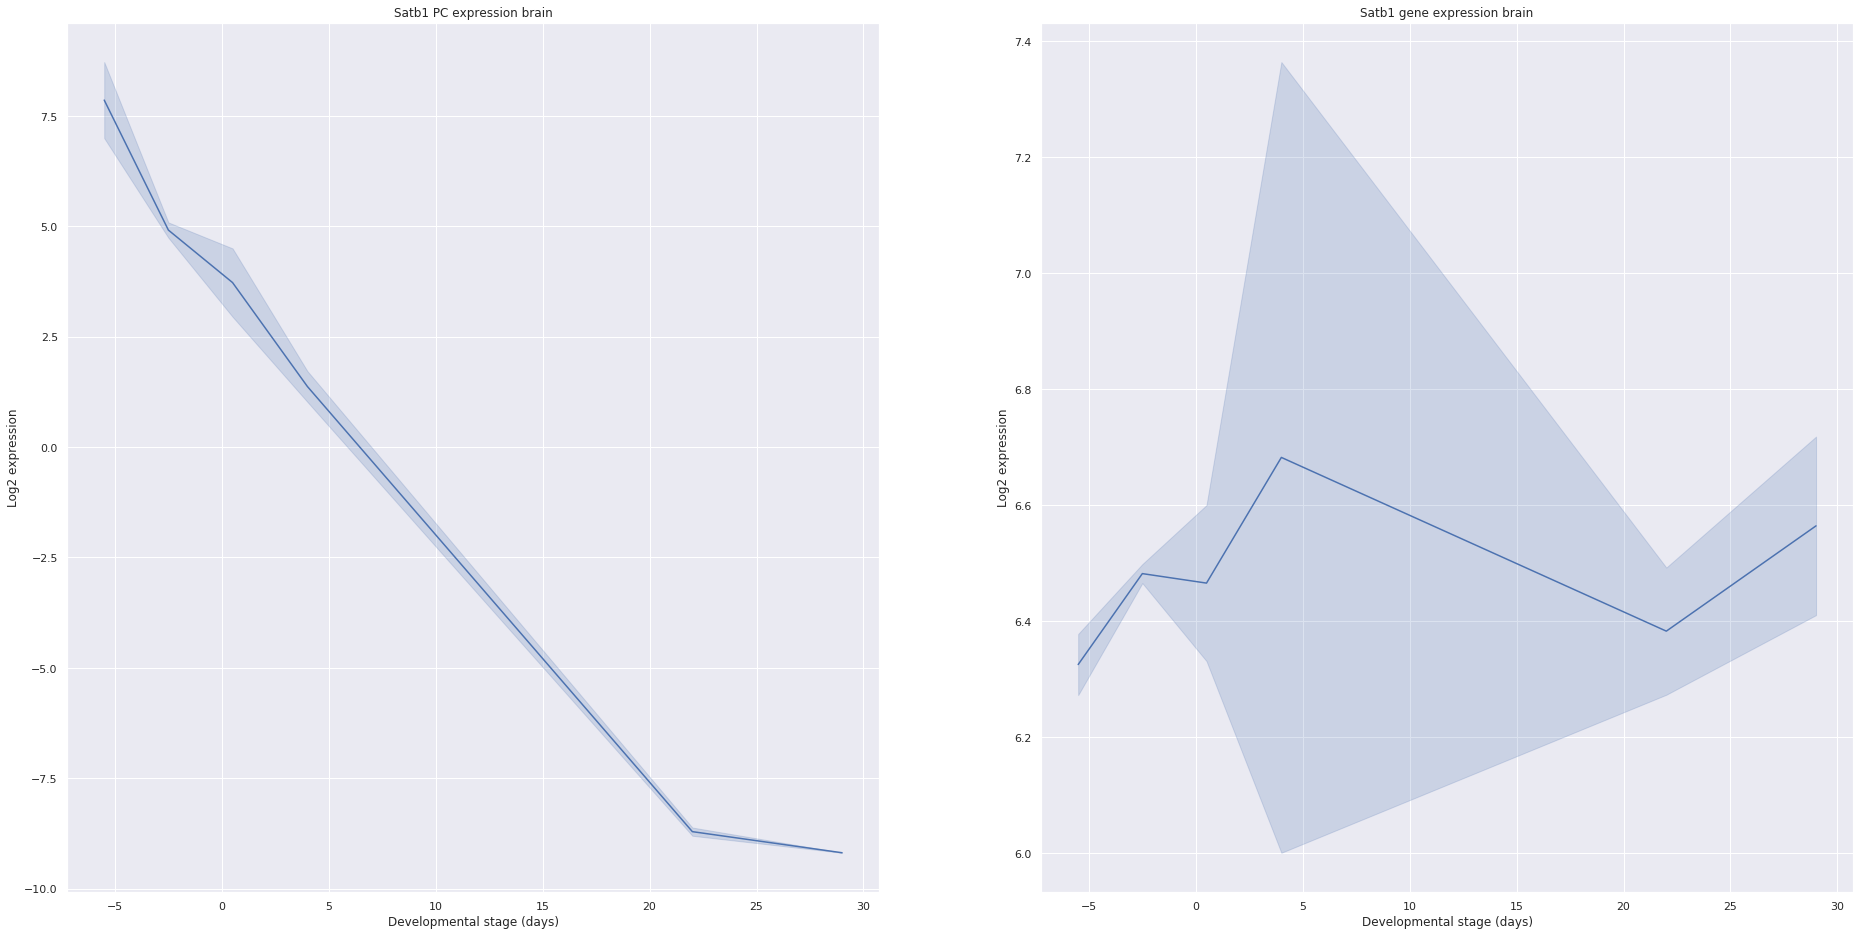 Satb1 PC expression brain
Log2 expression
7.5
5.0
2.5
0.0
−2.5
−5.0
−7.5
−10.0
−5 0 5 10 15 20 25 30
Developmental stage (days)
Satb1 gene expression brain
Log2 expression
7.4
7.2
7.0
6.8
6.6
6.4
6.2
6.0
−5 0 5 10 15 20 25 30
Developmental stage (days)